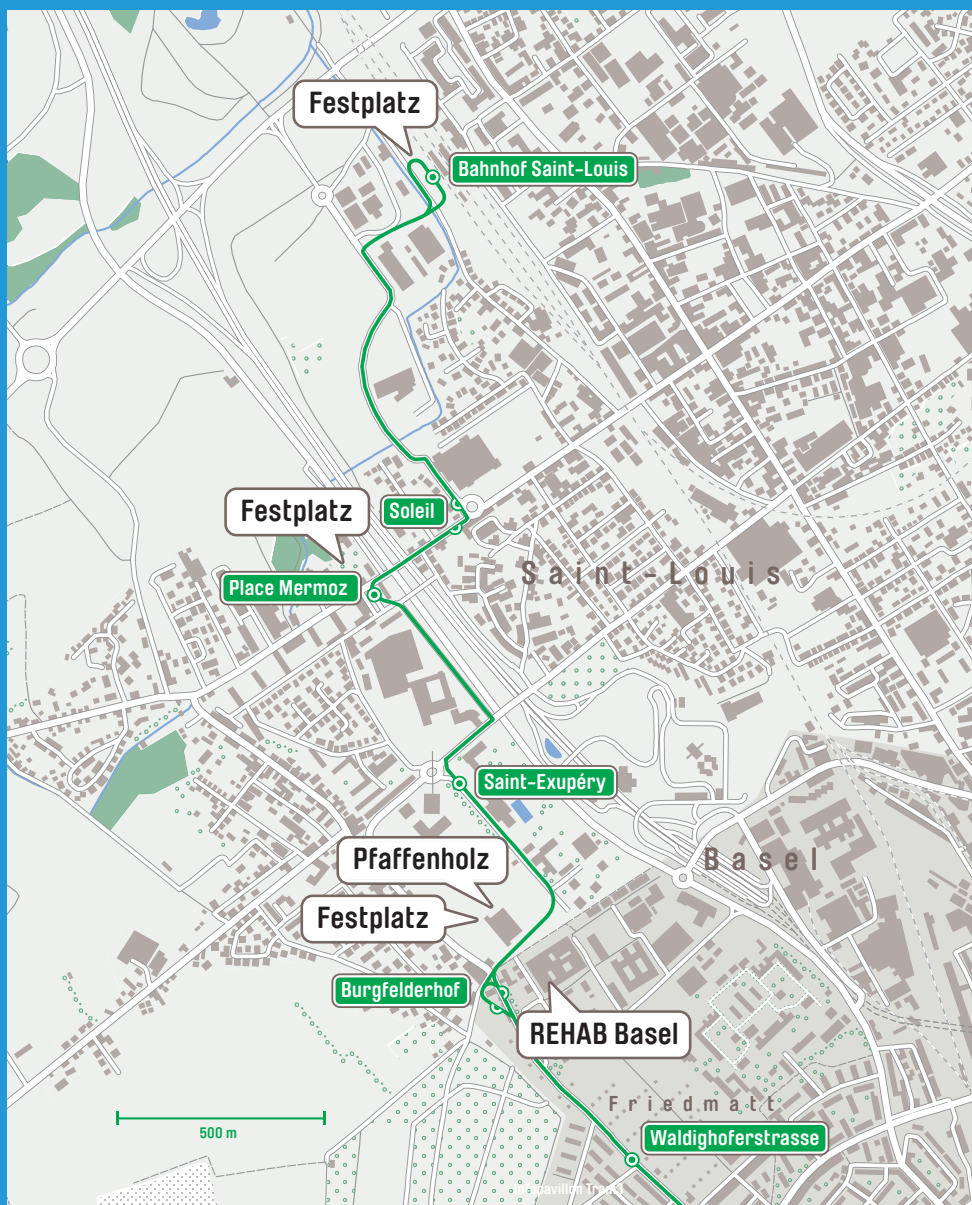 Festplatz
Bahnhof Saint-Louis
Festplatz
Soleil
Saint-Louis
Place Mermoz
Saint-Exupéry
Pfaffenholz
Basel
Festplatz
Burgfelderhof
REHAB Basel
Friedmatt
500 m
Waldighoferstrasse